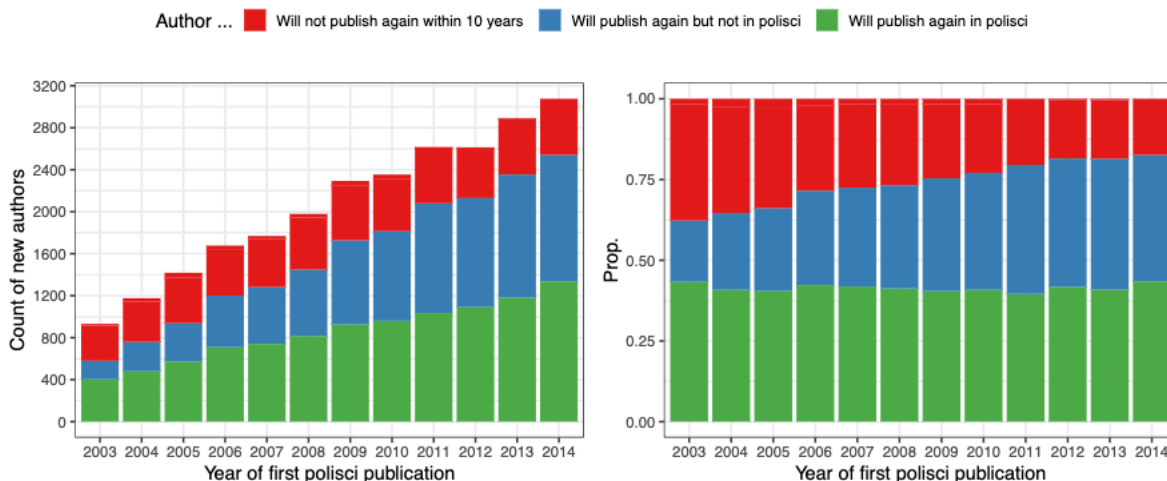 Author ... Will not publish again within 10 years Will publish again but not in polisci Will publish again in polisci
Count of new authors
3200
2800
2400
2000
1600
1200
800
400
0
2003 2004 2005 2006 2007 2008 2009 2010 2011 2012 2013 2014
Year of first polisci publication
Prop.
1.00
0.75
0.50
0.25
0.00
2003 2004 2005 2006 2007 2008 2009 2010 2011 2012 2013 2014
Year of first polisci publication